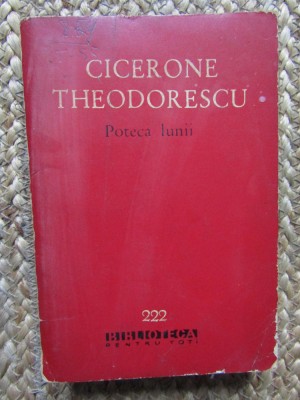 CICERONE
THEODORESCU
Poteca lunii
222
BIBLIOTECA
PENTRU TOȚI